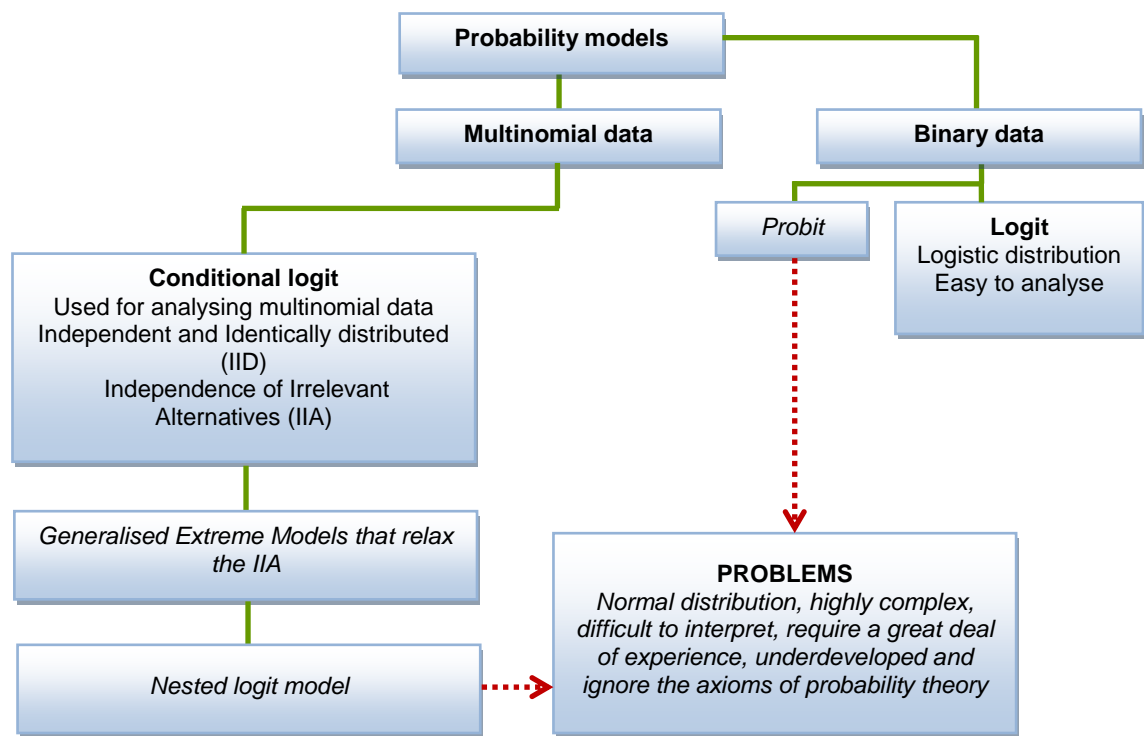 Probability models
Multinomial data
Binary data
Probit
Logit
Logistic distribution
Easy to analyse
Conditional logit
Used for analysing multinomial data
Independent and Identically distributed
(IID)
Independence of Irrelevant
Alternatives (IIA)
Generalised Extreme Models that relax
the IIA
Nested logit model
PROBLEMS
Normal distribution, highly complex,
difficult to interpret, require a great deal
of experience, underdeveloped and
ignore the axioms of probability theory